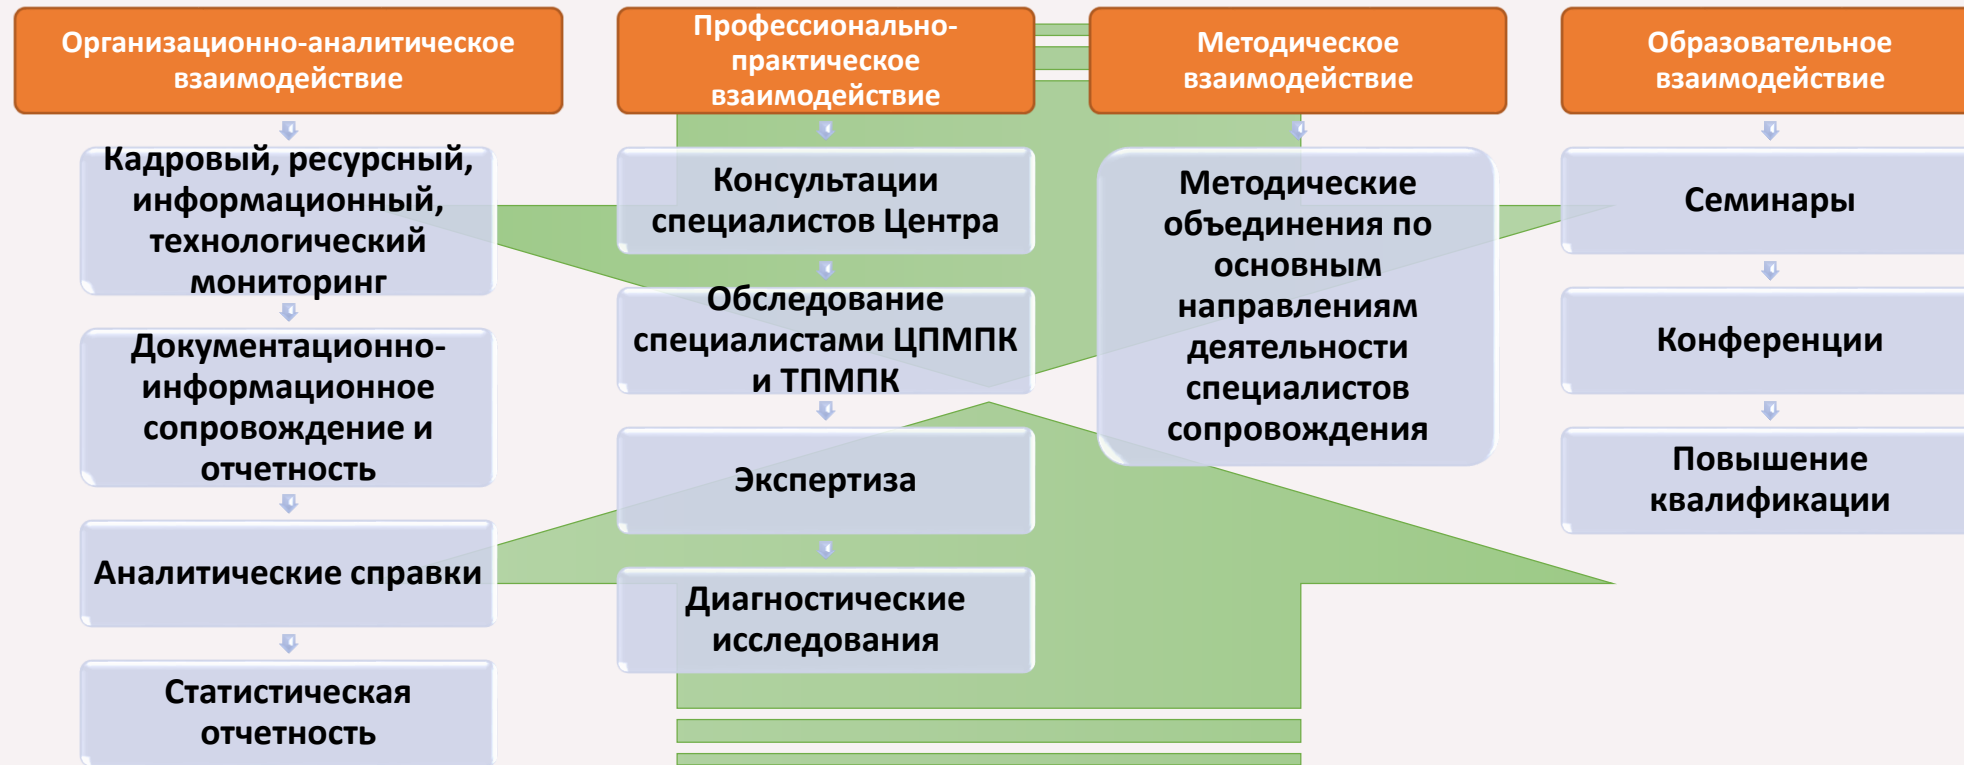 Организационно-аналитическое
взаимодействие
Кадровый, ресурсный,
информационный,
технологический
мониторинг
Документационно-
информационное
сопровождение и
отчетность
Аналитические справки
Статистическая
отчетность
Профессионально-
практическое
взаимодействие
Консультации
специалистов Центра
Обследование
специалистами ЦПМПК
и ТПМПК
Экспертиза
Диагностические
исследования
Методическое
взаимодействие
Методические
объединения по
основным
направлениям
деятельности
специалистов
сопровождения
Образовательное
взаимодействие
Семинары
Конференции
Повышение
квалификации